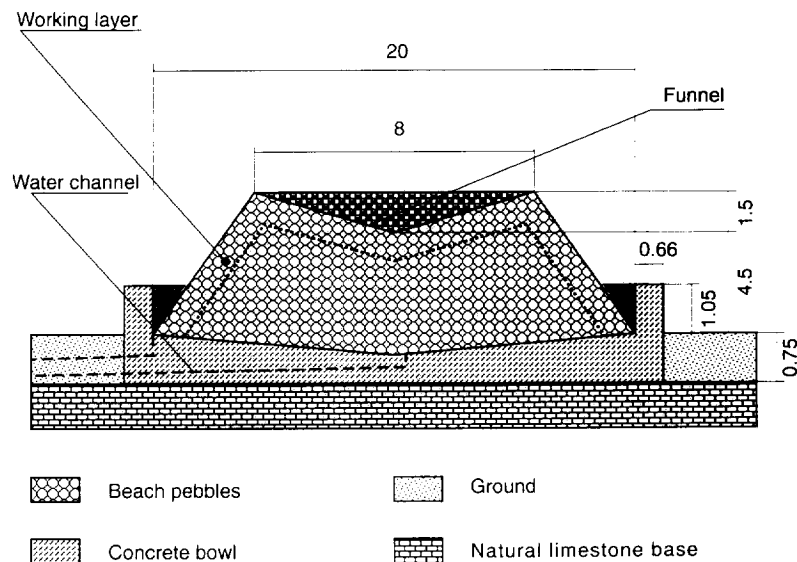 Working layer
20
Funnel
8
Water channel
1.5
0.66
4.5
1.05
0.75
Beach pebbles
Ground
Concrete bowl
Natural limestone base